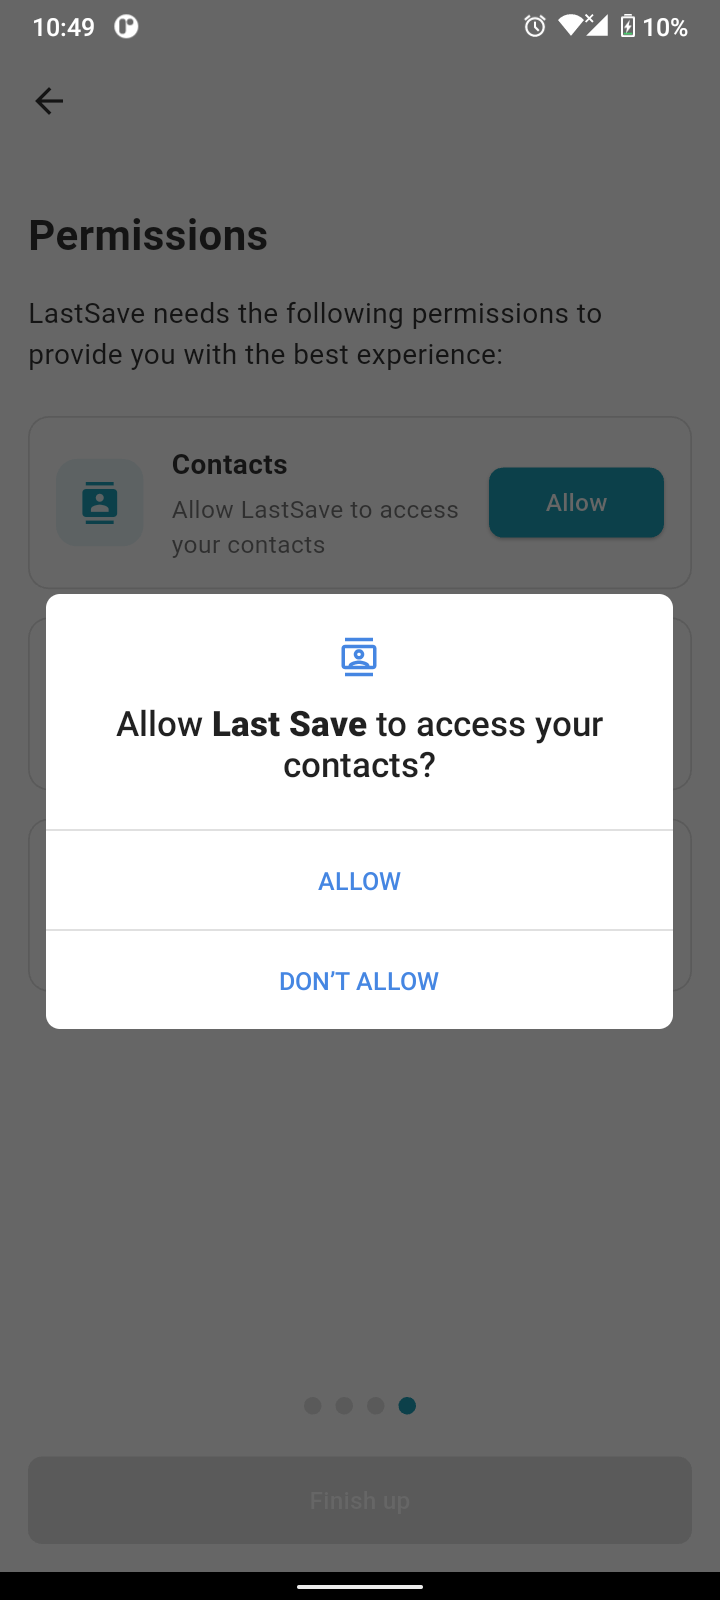 10:49
10%
Permissions
LastSave needs the following permissions to
provide you with the best experience:
Contacts
Allow LastSave to access
your contacts
Allow
Allow Last Save to access your
contacts?
ALLOW
DON’T ALLOW
Finish up